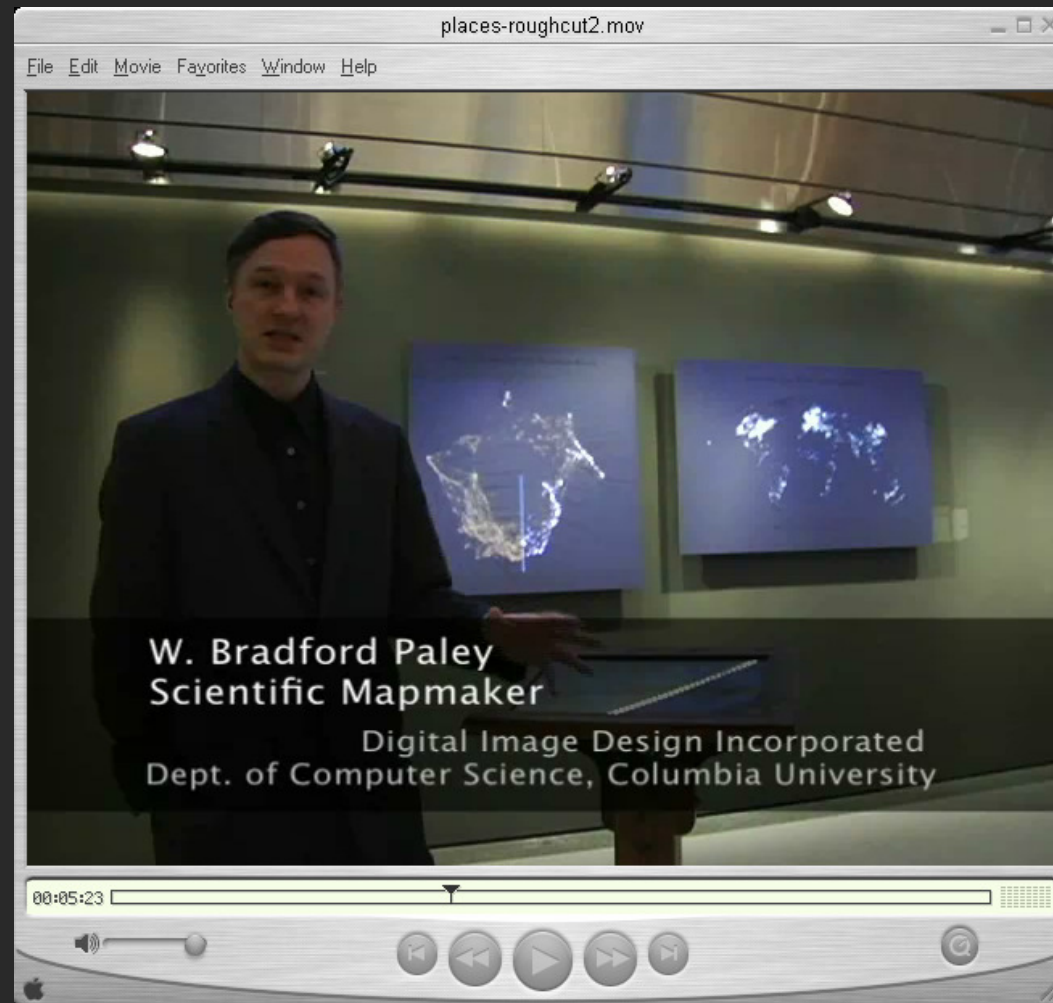 places-roughcut2.mov
File Edit Movie Favorites Window Help
W. Bradford Paley
Scientific Mapmaker
Digital Image Design Incorporated
Dept. of Computer Science, Columbia University
00:05:23